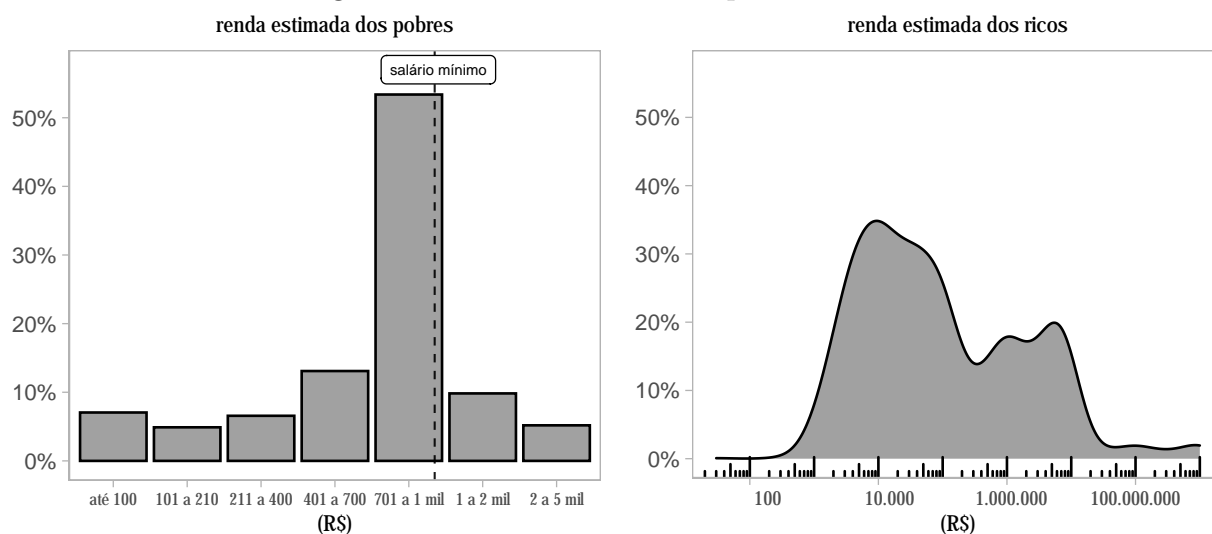 renda estimada dos pobres
salário mínimo
50%
40%
30%
20%
10%
0%
até 100 101 a 210 211 a 400 401 a 700 701 a 1 mil 1 a 2 mil 2 a 5 mil
(R$)
renda estimada dos ricos
50%
40%
30%
20%
10%
0%
100 10.000 1.000.000 100.000.000
(R$)